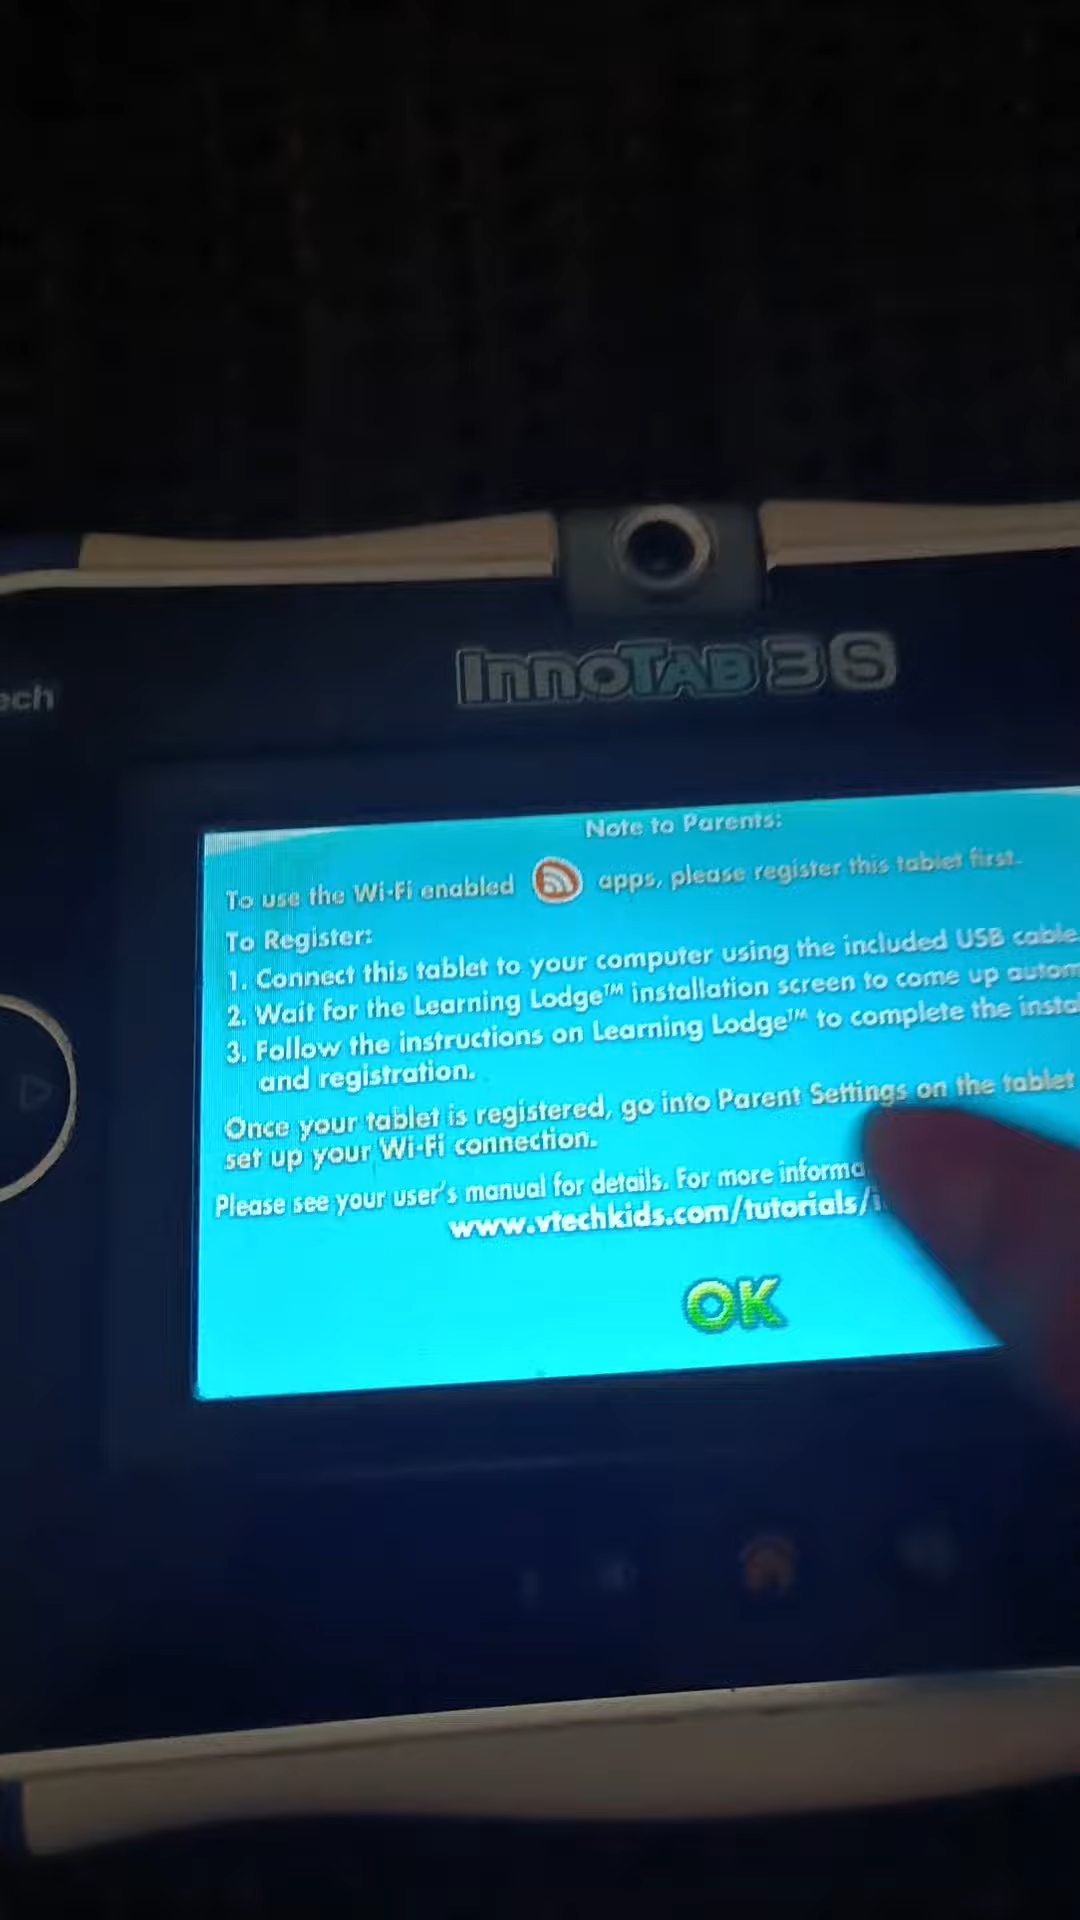 ech
InnoTAB 3S
Note to Parents:
To use the Wi-Fi enabled apps, please register this tablet first.
To Register:
1. Connect this tablet to your computer using the included USB cable
2. Wait for the Learning Lodge™ installation screen to come up autom
3. Follow the instructions on Learning Lodge™ to complete the insta
and registration.
Once your tablet is registered, go into Parent Settings on the tablet
set up your Wi-Fi connection.
Please see your user's manual for details. For more informa
www.vtechkids.com/tutorials/i
OK